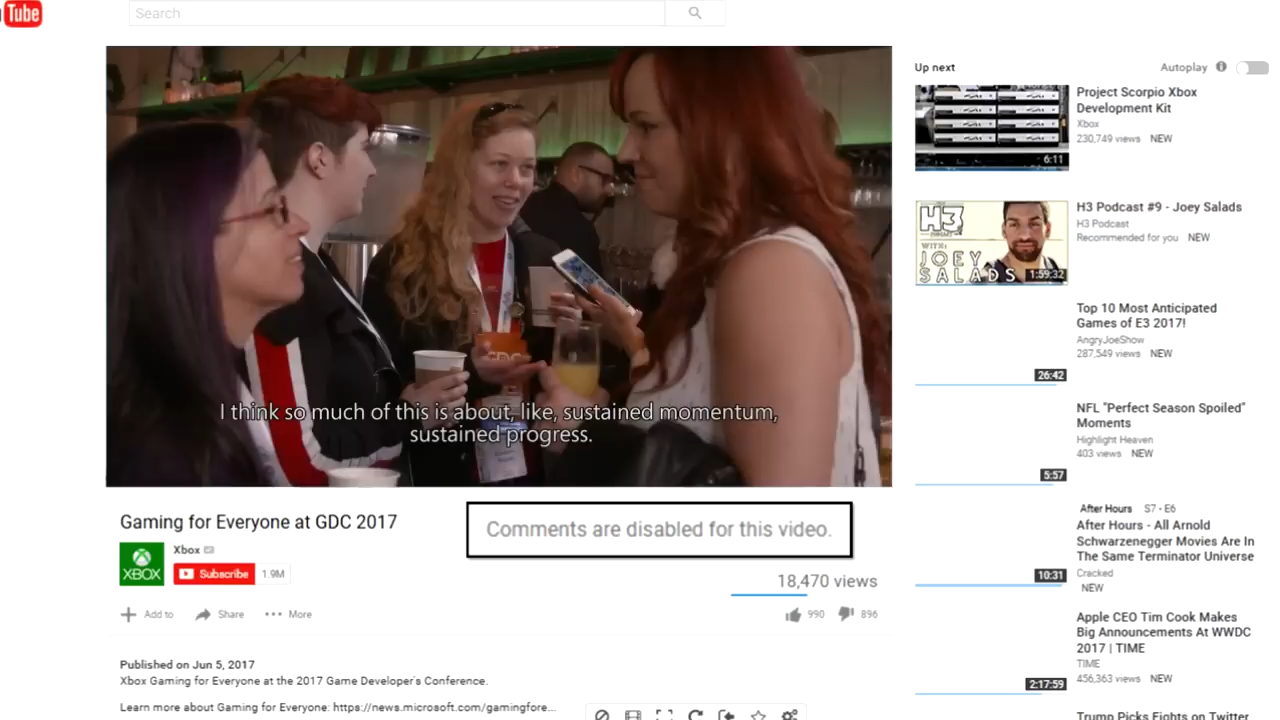 Tube
Search
Up next
Autoplay
Project Scorpio Xbox
Development Kit
Xbox
230,749 views NEW
6:11
H3
WITH:
JOEY
SALADS
1:59:32
H3 Podcast #9 - Joey Salads
H3 Podcast
Recommended for you NEW
Top 10 Most Anticipated
Games of E3 2017!
AngryJoeShow
287,549 views NEW
26:42
NFL "Perfect Season Spoiled"
Moments
Highlight Heaven
403 views NEW
5:57
After Hours S7 - E6
After Hours - All Arnold
Schwarzenegger Movies Are In
The Same Terminator Universe
Cracked
NEW
10:31
Apple CEO Tim Cook Makes
Big Announcements At WWDC
2017 | TIME
TIME
456,363 views NEW
2:17:59
Trump Picks Fights on Twitter
I think so much of this is about, like, sustained momentum,
sustained progress.
Gaming for Everyone at GDC 2017
Comments are disabled for this video.
XBOX
Xbox
Subscribe 1.9M
18,470 views
Add to Share More
990 896
Published on Jun 5, 2017
Xbox Gaming for Everyone at the 2017 Game Developer's Conference.
Learn more about Gaming for Everyone: https://news.microsoft.com/gamingfore...